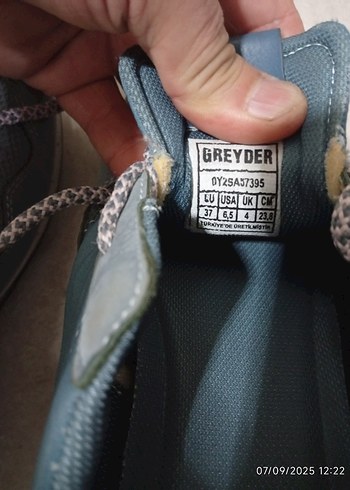 GREYDER
0Y2SA57395
EU USA UK CM
37 6,5 4 23,8
TÜRKİYE'DE ÜRETİLMİŞTİR
07/09/2025 12:22